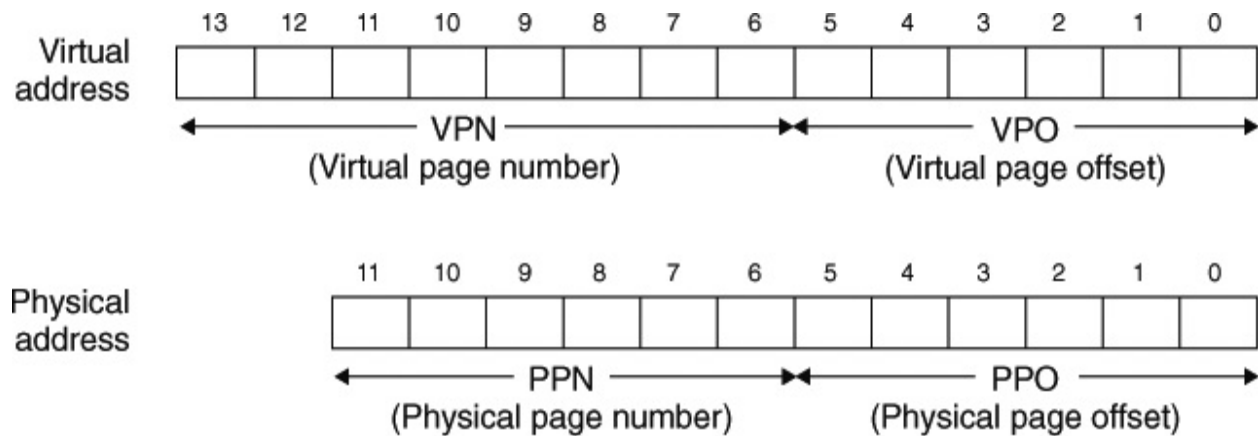 13 12 11 10 9 8 7 6 5 4 3 2 1 0
Virtual
address
VPN VPO
(Virtual page number) (Virtual page offset)
11 10 9 8 7 6 5 4 3 2 1 0
Physical
address
PPN PPO
(Physical page number) (Physical page offset)